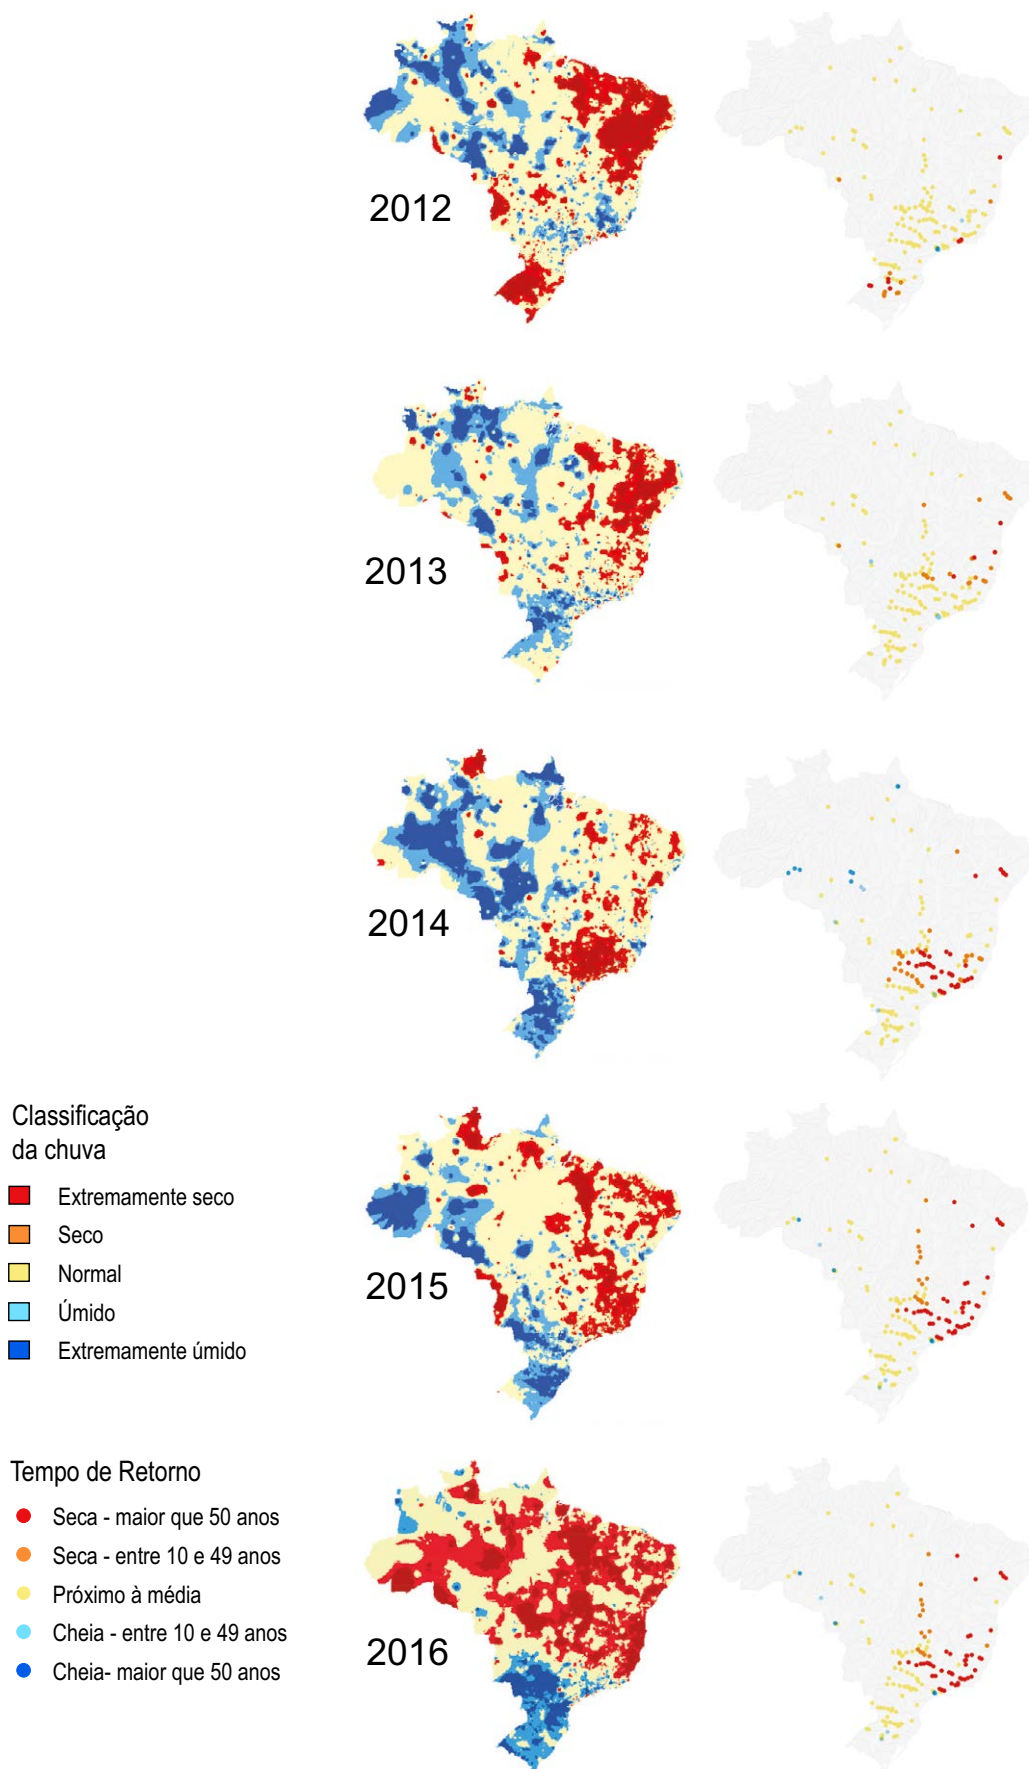 2012
2013
2014
Classificação
da chuva
Extremamente seco
Seco
Normal
Úmido
Extremamente úmido
2015
Tempo de Retorno
Seca - maior que 50 anos
Seca - entre 10 e 49 anos
Próximo à média
Cheia - entre 10 e 49 anos
Cheia- maior que 50 anos
2016